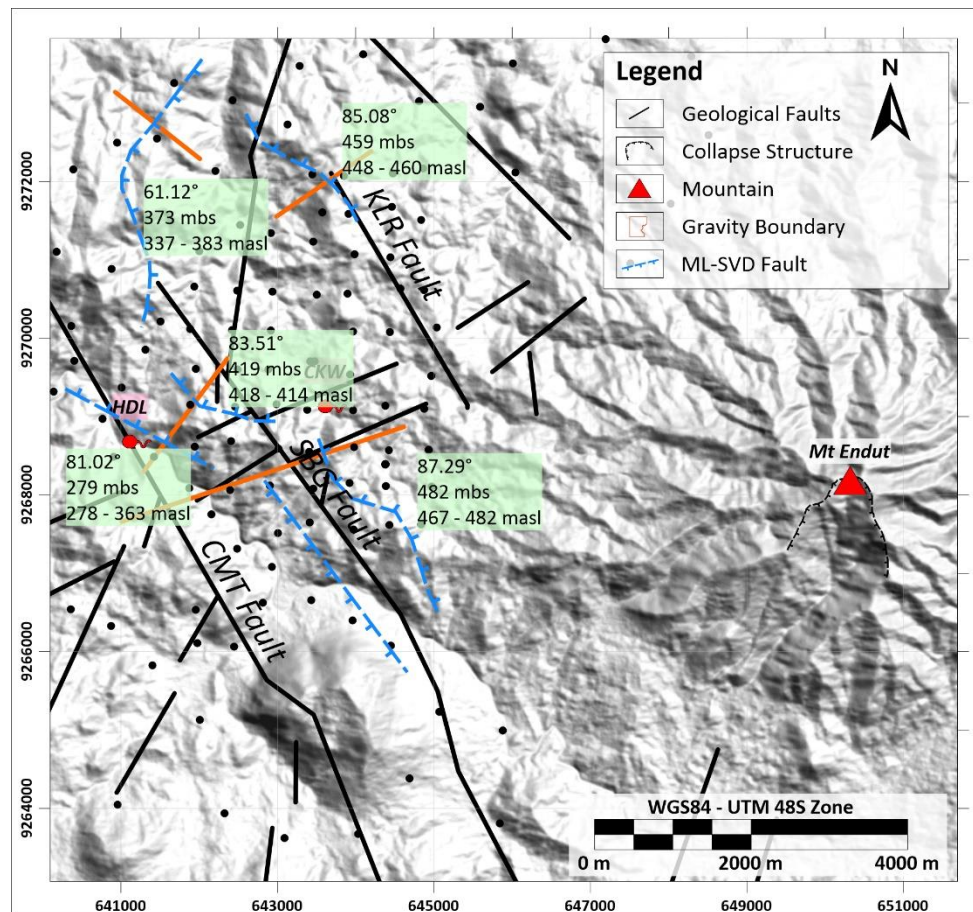 Legend
N
Geological Faults
Collapse Structure
Mountain
Gravity Boundary
ML-SVD Fault
85.08°
459 mbs
448 - 460 masl
61.12°
373 mbs
337 - 383 masl
KLR Fault
83.51°
419 mbs
418 - 414 masl
CKW
HDL
81.02°
279 mbs
278 - 363 masl
SBG Fault
87.29°
482 mbs
467 - 482 masl
Mt Endut
CMT Fault
WGS84 - UTM 48S Zone
0 m
2000 m
4000 m
9272000
9270000
9268000
9266000
9264000
641000
643000
645000
647000
649000
651000